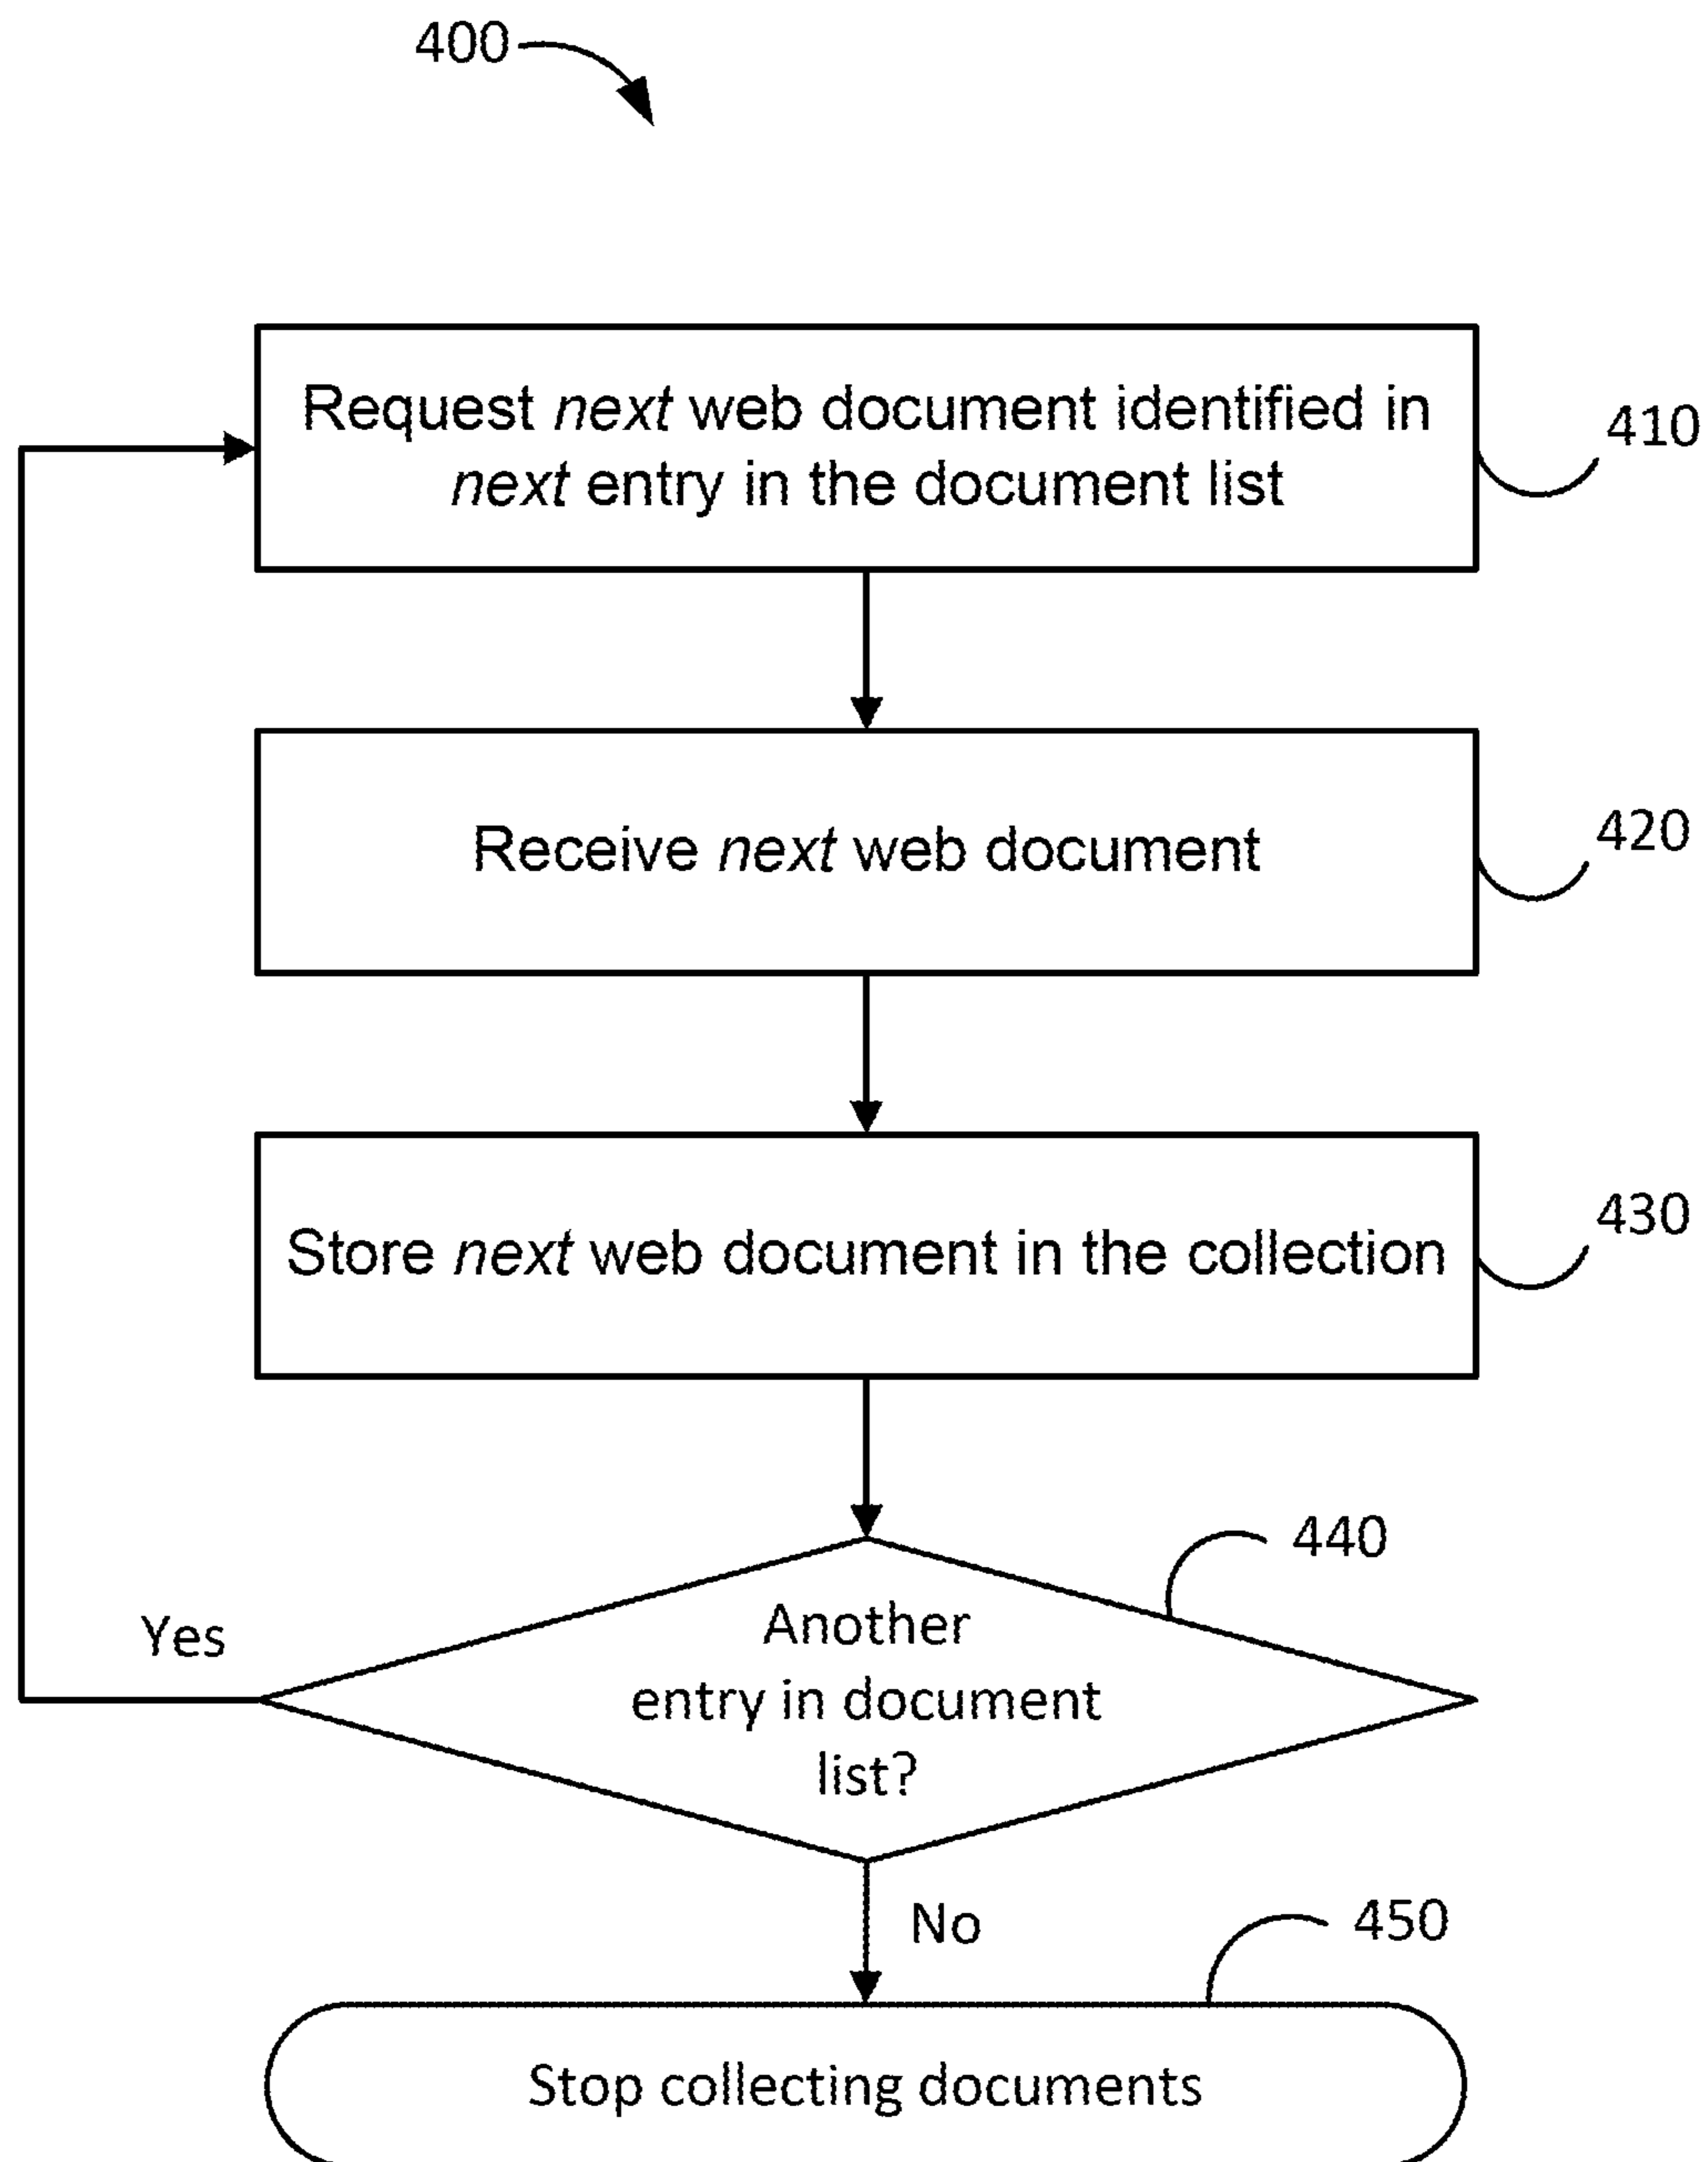 400
Request next web document identified in
next entry in the document list
410
Receive next web document
420
Store next web document in the collection
430
440
Another
entry in document
list?
Yes
No
450
Stop collecting documents